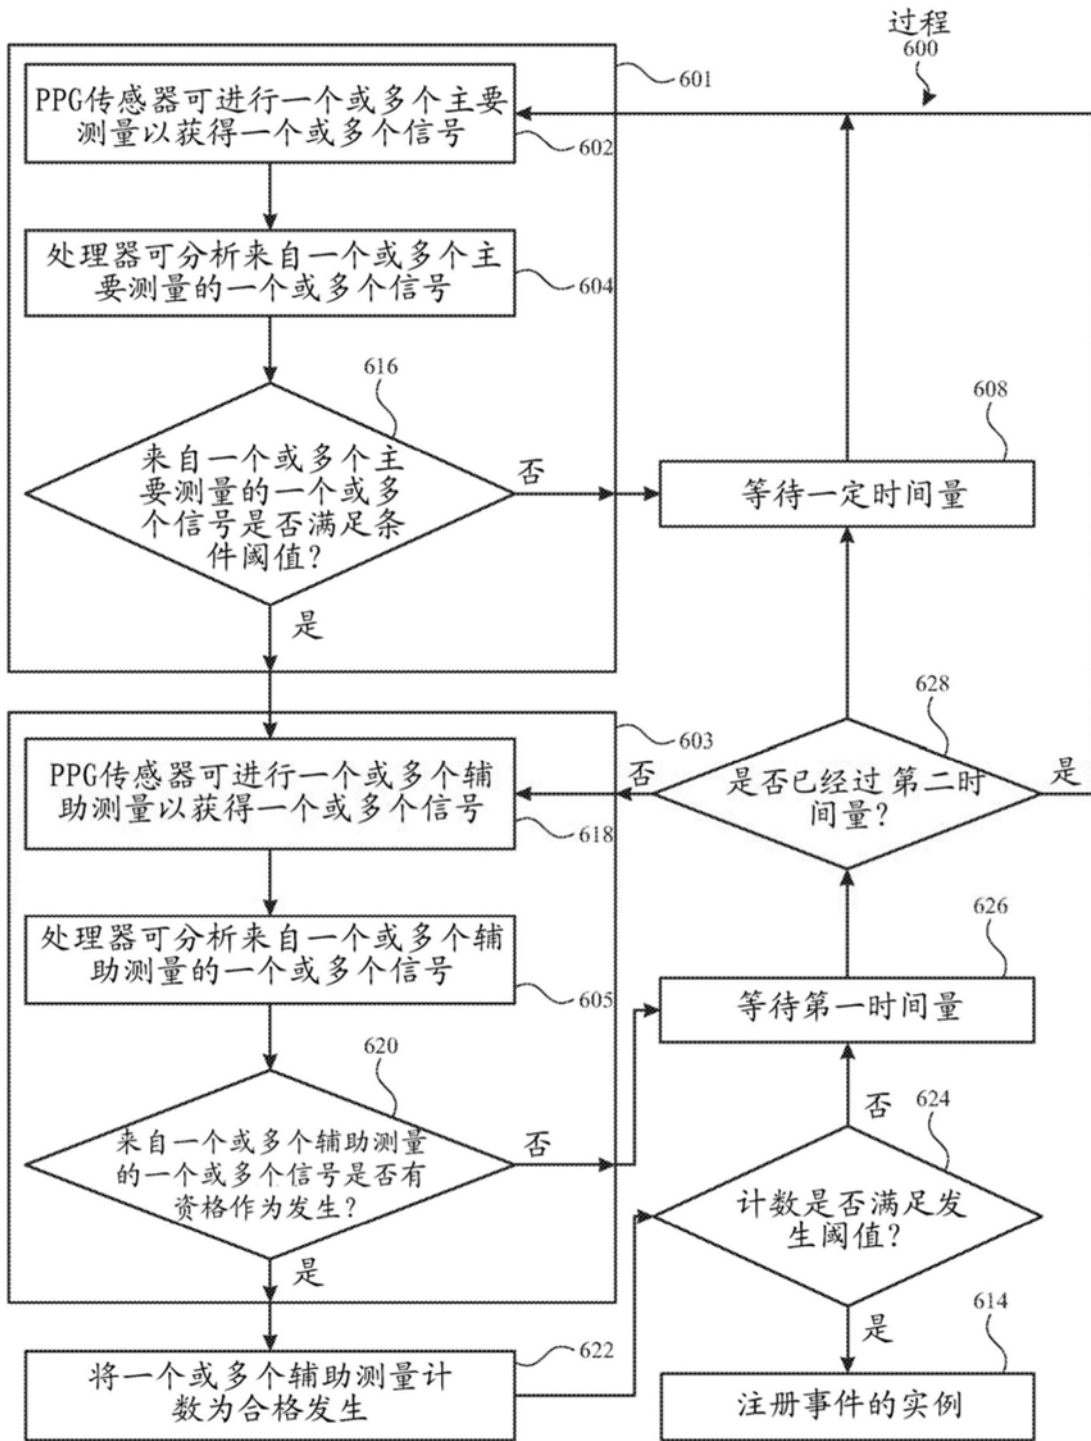 过程
600
601
PPG传感器可进行一个或多个主要
测量以获得一个或多个信号
602
处理器可分析来自一个或多个主
要测量的一个或多个信号
604
616
来自一个或多个主
要测量的一个或多
个信号是否满足条
件阈值?
否
是
608
等待一定时间量
603
PPG传感器可进行一个或多个辅
助测量以获得一个或多个信号
618
628
是否已经过第二时
间量?
否
是
处理器可分析来自一个或多个辅
助测量的一个或多个信号
605
626
等待第一时间量
620
来自一个或多个辅助测量
的一个或多个信号是否有
资格作为发生?
否
是
624
否
计数是否满足发
生阈值?
是
622
将一个或多个辅助测量计
数为合格发生
614
注册事件的实例